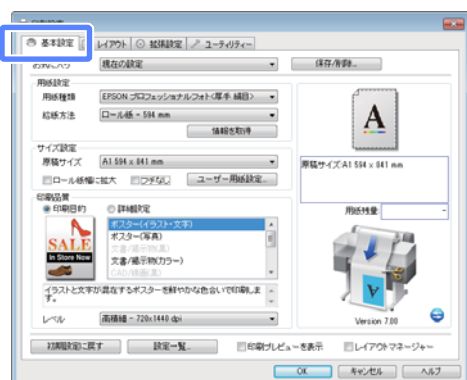 基本設定 レイアウト 拡張設定 ユーティリティー
現在の設定 保存/削除...
用紙設定
用紙種類 EPSON プロフェッショナルフォト<厚手 絹目>
給紙方法 ロール紙 - 594 mm
情報を取得
サイズ設定
原稿サイズ A1 594 x 841 mm
ロール紙幅に拡大 フチなし ユーザー用紙設定...
A
原稿サイズ:A1 594 x 841 mm
印刷品質
印刷目的 詳細設定
用紙残量 -
SALE
In Store Now
ポスター(イラスト・文字)
ポスター(写真)
文書/掲示物(黒)
文書/掲示物(カラー)
CAD/線画(黒)
イラストと文字が混在するポスターを鮮やかな色合いで印刷します。
レベル 高精細 - 720x1440 dpi
Version 7.00
初期設定に戻す 設定一覧... 印刷プレビューを表示 レイアウトマネージャー
OK キャンセル ヘルプ